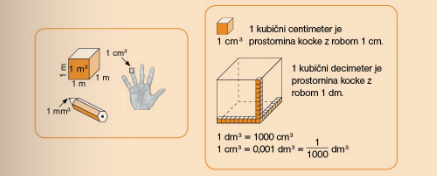 1 cm³
1 m
1 m³
1 m
1 m
1 mm³
1 kubični centimeter je
1 cm³ prostornina kocke z robom 1 cm.
1 kubični decimeter je
prostornina kocke z
robom 1 dm.
1 dm³ = 1000 cm³
1 cm³ = 0,001 dm³ = 1/1000 dm³